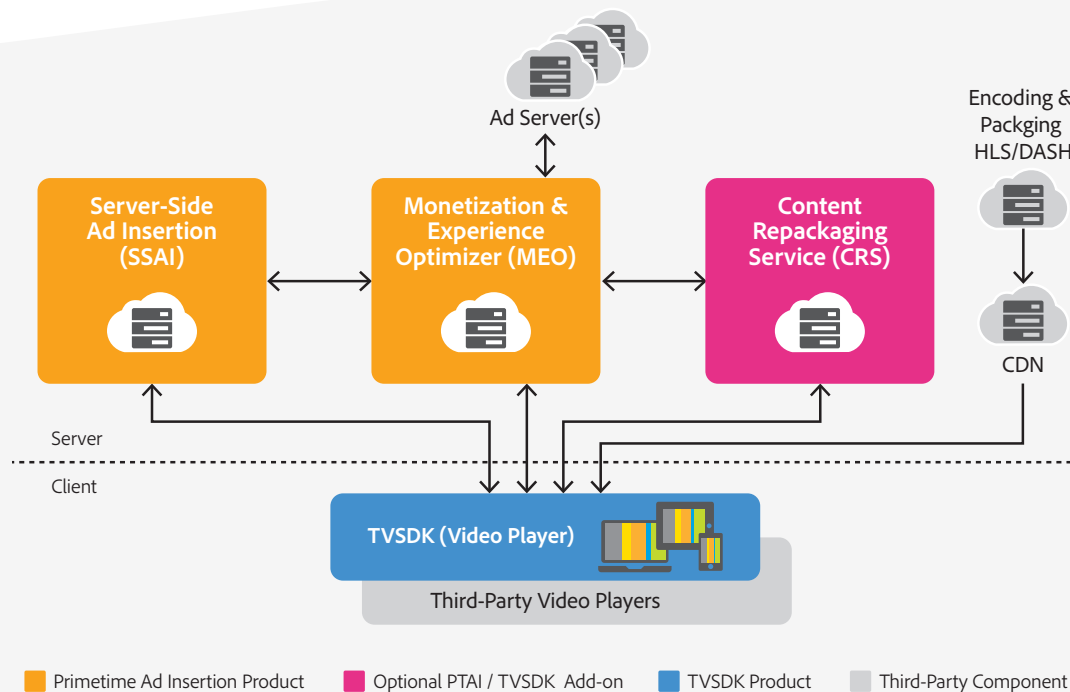 Ad Server(s)
Encoding &
Packging
HLS/DASH
Server-Side
Ad Insertion
(SSAI)
Monetization &
Experience
Optimizer (MEO)
Content
Repackaging
Service (CRS)
CDN
Server
Client
TVSDK (Video Player)
Third-Party Video Players
Primetime Ad Insertion Product
Optional PTAI / TVSDK Add-on
TVSDK Product
Third-Party Component